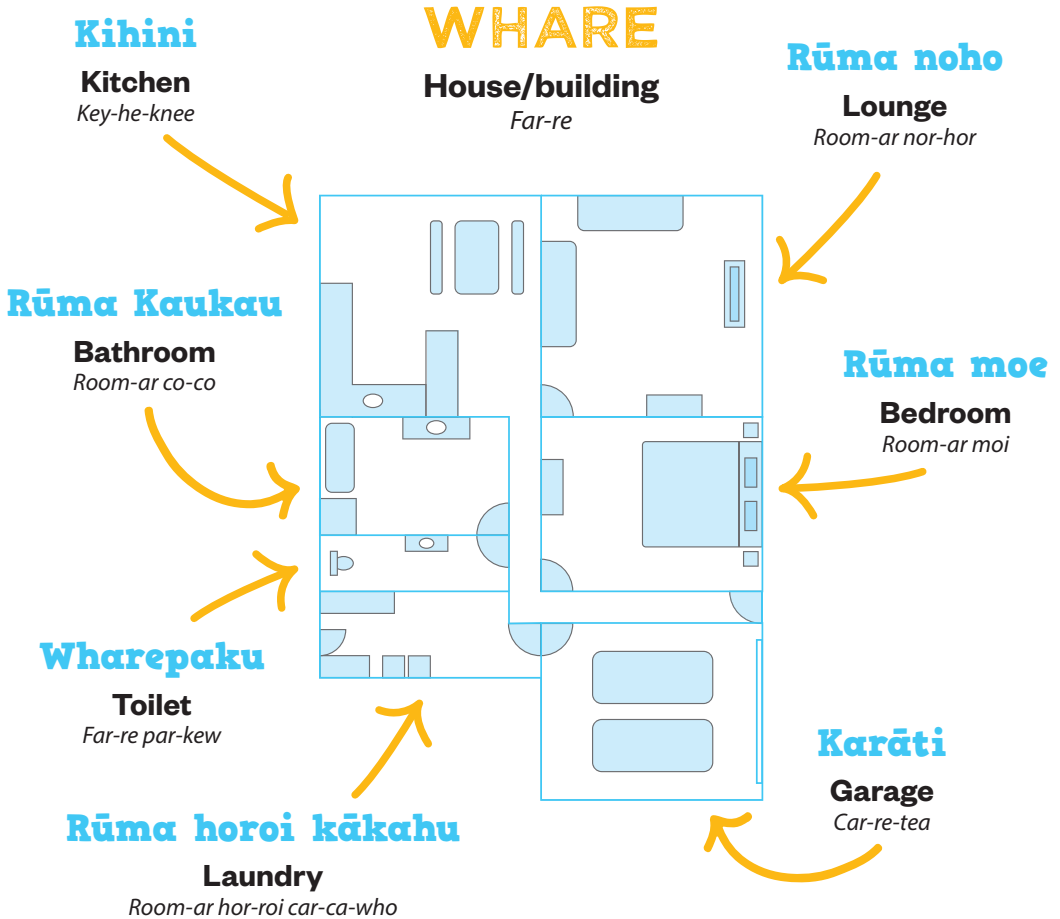 WHARE
House/building
Far-re
Kihini
Kitchen
Key-he-knee
Rūma noho
Lounge
Room-ar nor-hor
Rūma Kaukau
Bathroom
Room-ar co-co
Rūma moe
Bedroom
Room-ar moi
Wharepaku
Toilet
Far-re par-kew
Karāti
Garage
Car-re-tea
Rūma horoi kākahu
Laundry
Room-ar hor-roi car-ca-who